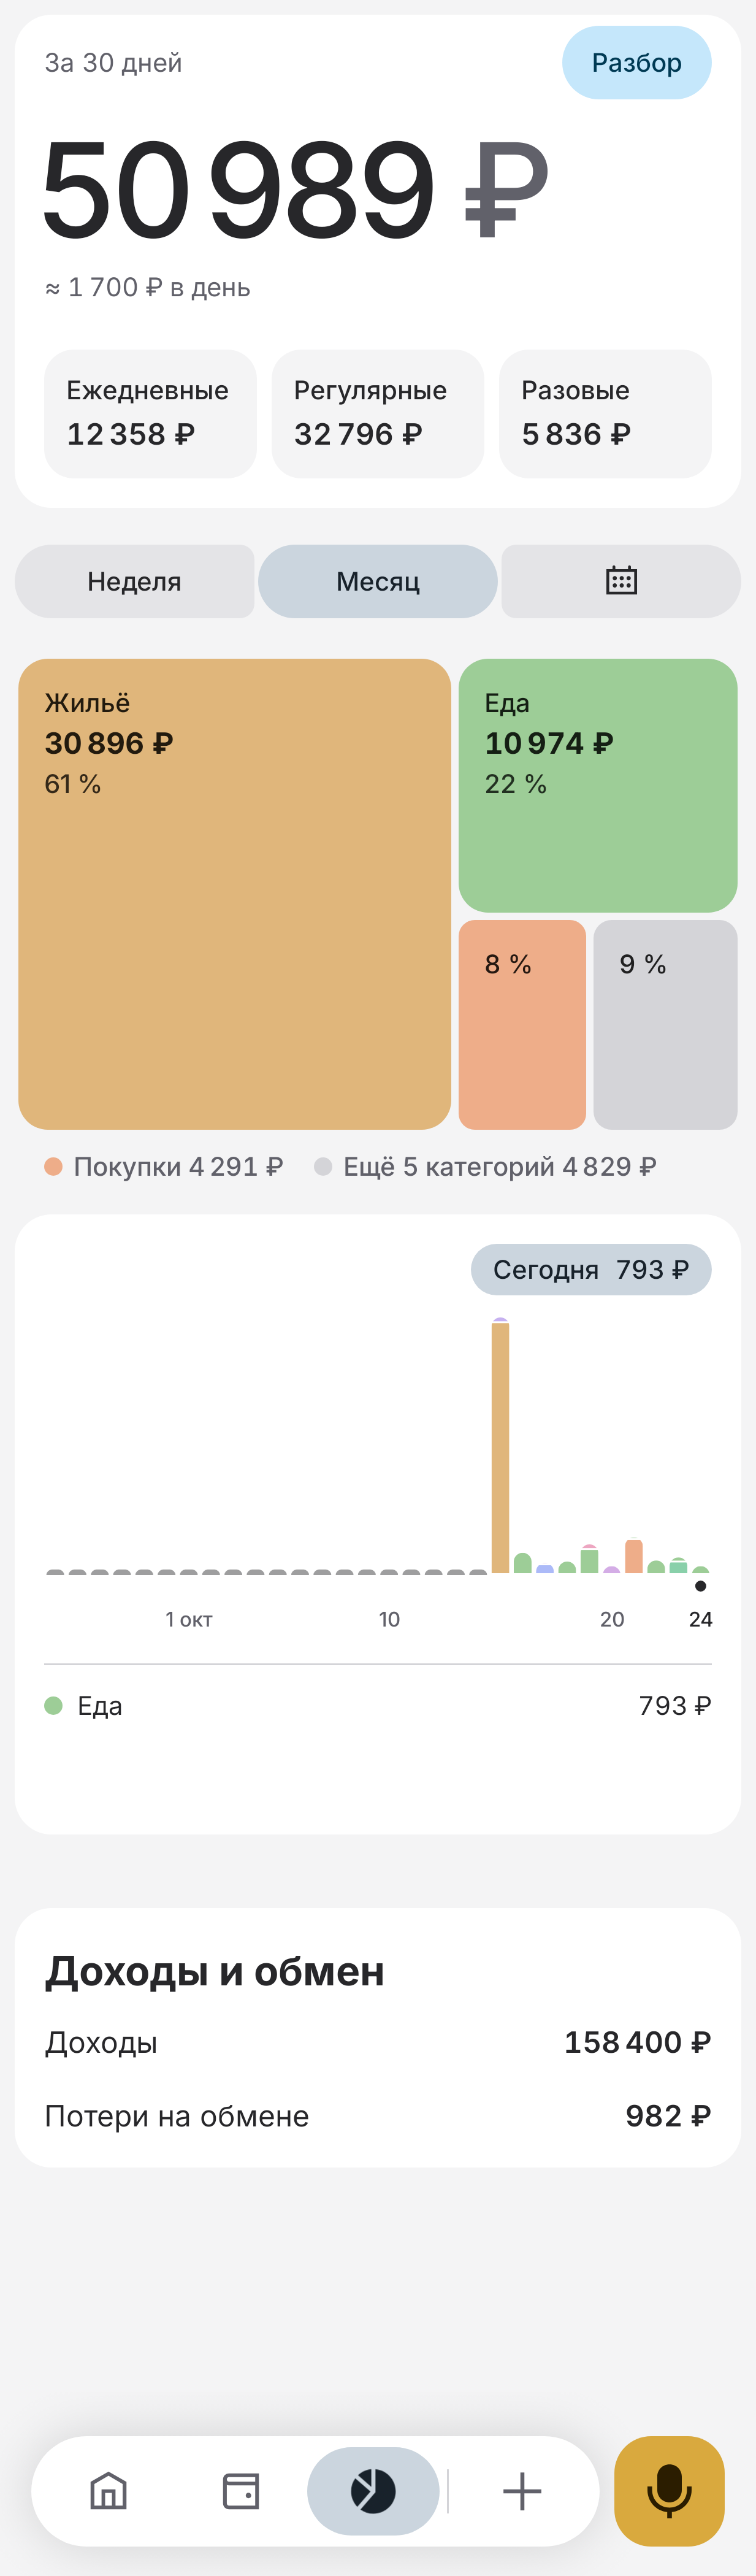 За 30 дней
Разбор
50 989 ₽
≈ 1 700 ₽ в день
Ежедневные
12 358 ₽
Регулярные
32 796 ₽
Разовые
5 836 ₽
Неделя
Месяц
Жильё
30 896 ₽
61 %
Еда
10 974 ₽
22 %
8 %
9 %
Покупки 4 291 ₽
Ещё 5 категорий 4 829 ₽
Сегодня 793 ₽
1 окт
10
20
24
Еда
793 ₽
Доходы и обмен
Доходы
158 400 ₽
Потери на обмене
982 ₽